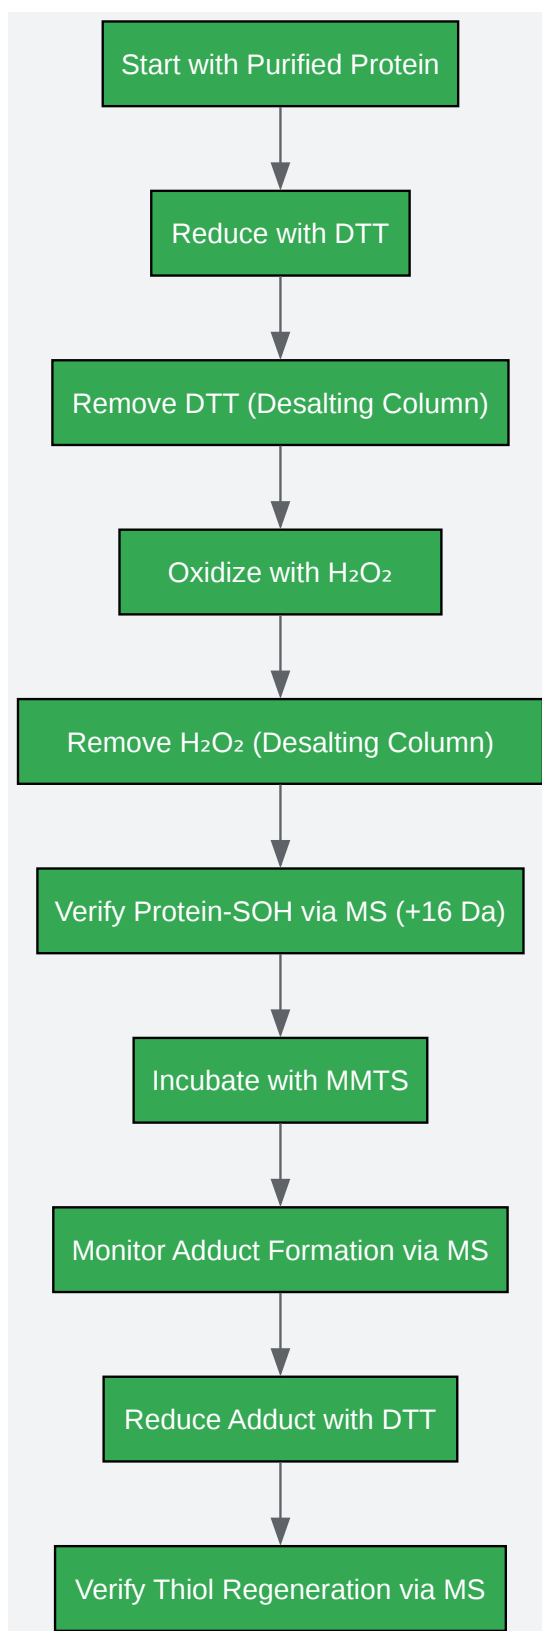 Start with Purified Protein
Reduce with DTT
Remove DTT (Desalting Column)
Oxidize with H₂O₂
Remove H₂O₂ (Desalting Column)
Verify Protein-SOH via MS (+16 Da)
Incubate with MMTS
Monitor Adduct Formation via MS
Reduce Adduct with DTT
Verify Thiol Regeneration via MS